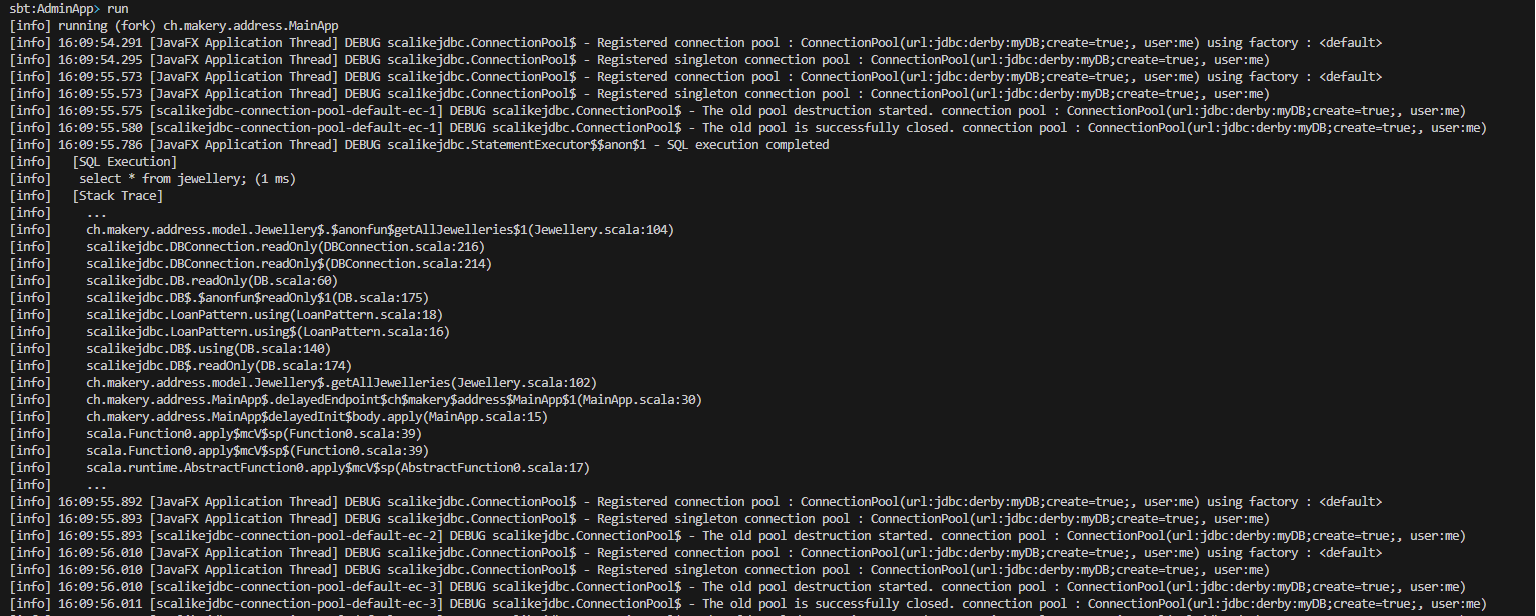 sbt:AdminApp> run
[info] running (fork) ch.makery.address.MainApp
[info] 16:09:54.291 [JavaFX Application Thread] DEBUG scalikejdbc.ConnectionPool$ - Registered connection pool : ConnectionPool(url:jdbc:derby:myDB;create=true;, user:me) using factory : <default>
[info] 16:09:54.295 [JavaFX Application Thread] DEBUG scalikejdbc.ConnectionPool$ - Registered singleton connection pool : ConnectionPool(url:jdbc:derby:myDB;create=true;, user:me)
[info] 16:09:55.573 [JavaFX Application Thread] DEBUG scalikejdbc.ConnectionPool$ - Registered connection pool : ConnectionPool(url:jdbc:derby:myDB;create=true;, user:me) using factory : <default>
[info] 16:09:55.573 [JavaFX Application Thread] DEBUG scalikejdbc.ConnectionPool$ - Registered singleton connection pool : ConnectionPool(url:jdbc:derby:myDB;create=true;, user:me)
[info] 16:09:55.575 [scalikejdbc-connection-pool-default-ec-1] DEBUG scalikejdbc.ConnectionPool$ - The old pool destruction started. connection pool : ConnectionPool(url:jdbc:derby:myDB;create=true;, user:me)
[info] 16:09:55.580 [scalikejdbc-connection-pool-default-ec-1] DEBUG scalikejdbc.ConnectionPool$ - The old pool is successfully closed. connection pool : ConnectionPool(url:jdbc:derby:myDB;create=true;, user:me)
[info] 16:09:55.786 [JavaFX Application Thread] DEBUG scalikejdbc.StatementExecutor$$anon$1 - SQL execution completed
[info]   [SQL Execution]
[info]    select * from jewellery; (1 ms)
[info]   [Stack Trace]
[info]     ...
[info]     ch.makery.address.model.Jewellery$.$anonfun$getAllJewelleries$1(Jewellery.scala:104)
[info]     scalikejdbc.DBConnection.readOnly(DBConnection.scala:216)
[info]     scalikejdbc.DBConnection.readOnly$(DBConnection.scala:214)
[info]     scalikejdbc.DB.readOnly(DB.scala:60)
[info]     scalikejdbc.DB$.$anonfun$readOnly$1(DB.scala:175)
[info]     scalikejdbc.LoanPattern.using(LoanPattern.scala:18)
[info]     scalikejdbc.LoanPattern.using$(LoanPattern.scala:16)
[info]     scalikejdbc.DB$.using(DB.scala:140)
[info]     scalikejdbc.DB$.readOnly(DB.scala:174)
[info]     ch.makery.address.model.Jewellery$.getAllJewelleries(Jewellery.scala:102)
[info]     ch.makery.address.MainApp$.delayedEndpoint$ch$makery$address$MainApp$1(MainApp.scala:30)
[info]     ch.makery.address.MainApp$delayedInit$body.apply(MainApp.scala:15)
[info]     scala.Function0.apply$mcV$sp(Function0.scala:39)
[info]     scala.Function0.apply$mcV$sp$(Function0.scala:39)
[info]     scala.runtime.AbstractFunction0.apply$mcV$sp(AbstractFunction0.scala:17)
[info]     ...
[info] 16:09:55.892 [JavaFX Application Thread] DEBUG scalikejdbc.ConnectionPool$ - Registered connection pool : ConnectionPool(url:jdbc:derby:myDB;create=true;, user:me) using factory : <default>
[info] 16:09:55.893 [JavaFX Application Thread] DEBUG scalikejdbc.ConnectionPool$ - Registered singleton connection pool : ConnectionPool(url:jdbc:derby:myDB;create=true;, user:me)
[info] 16:09:55.893 [scalikejdbc-connection-pool-default-ec-2] DEBUG scalikejdbc.ConnectionPool$ - The old pool destruction started. connection pool : ConnectionPool(url:jdbc:derby:myDB;create=true;, user:me)
[info] 16:09:56.010 [JavaFX Application Thread] DEBUG scalikejdbc.ConnectionPool$ - Registered connection pool : ConnectionPool(url:jdbc:derby:myDB;create=true;, user:me) using factory : <default>
[info] 16:09:56.010 [JavaFX Application Thread] DEBUG scalikejdbc.ConnectionPool$ - Registered singleton connection pool : ConnectionPool(url:jdbc:derby:myDB;create=true;, user:me)
[info] 16:09:56.010 [scalikejdbc-connection-pool-default-ec-3] DEBUG scalikejdbc.ConnectionPool$ - The old pool destruction started. connection pool : ConnectionPool(url:jdbc:derby:myDB;create=true;, user:me)
[info] 16:09:56.011 [scalikejdbc-connection-pool-default-ec-3] DEBUG scalikejdbc.ConnectionPool$ - The old pool is successfully closed. connection pool : ConnectionPool(url:jdbc:derby:myDB;create=true;, user:me)